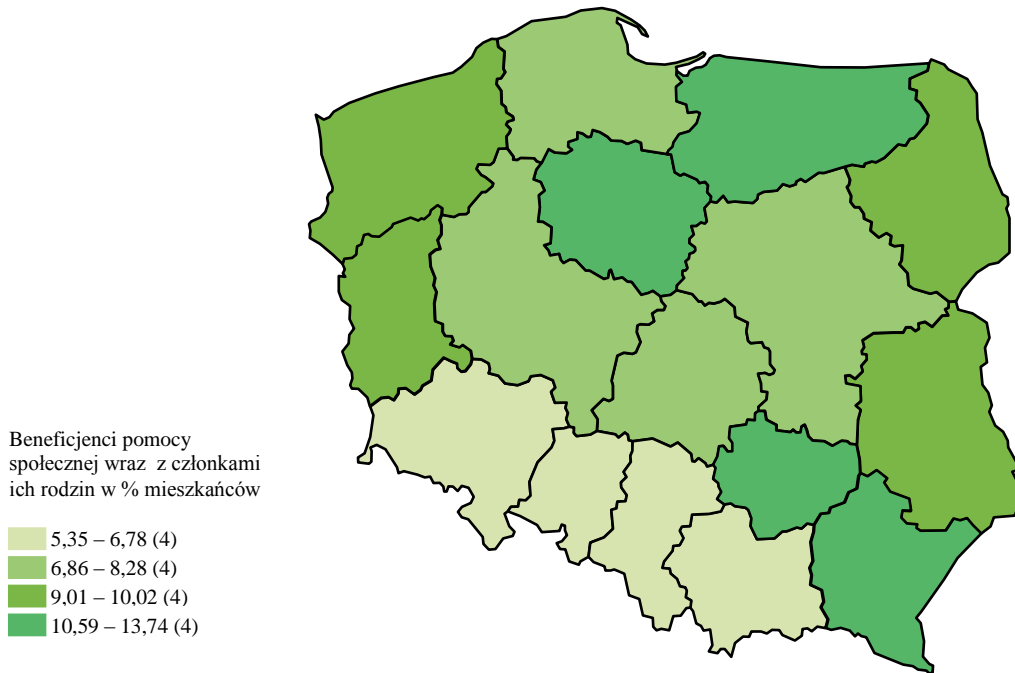 Beneficjenci pomocy
społecznej wraz z członkami
ich rodzin w % mieszkańców
5,35 – 6,78 (4)
6,86 – 8,28 (4)
9,01 – 10,02 (4)
10,59 – 13,74 (4)